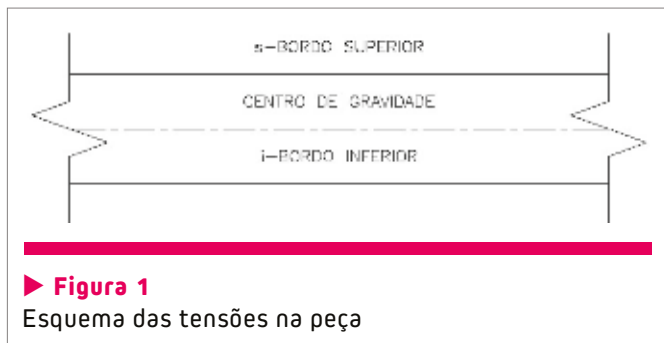 s-BORDO SUPERIOR
CENTRO DE GRAVIDADE
i-BORDO INFERIOR
▶ Figura 1
Esquema das tensões na peça